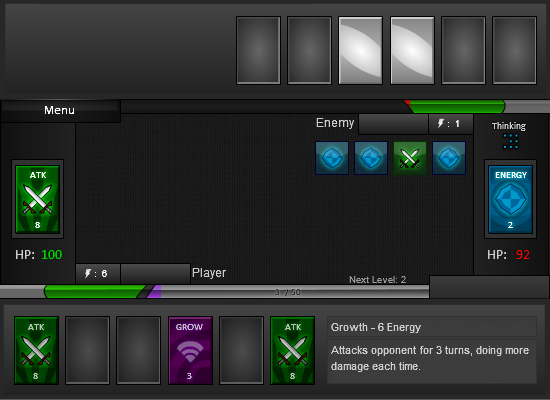 Menu
Enemy
: 1
Thinking
ATK
8
ENERGY
2
HP: 100
HP: 92
: 6
Player
Next Level: 2
3 / 50
ATK
8
GROW
3
ATK
8
Growth - 6 Energy
Attacks opponent for 3 turns, doing more
damage each time.